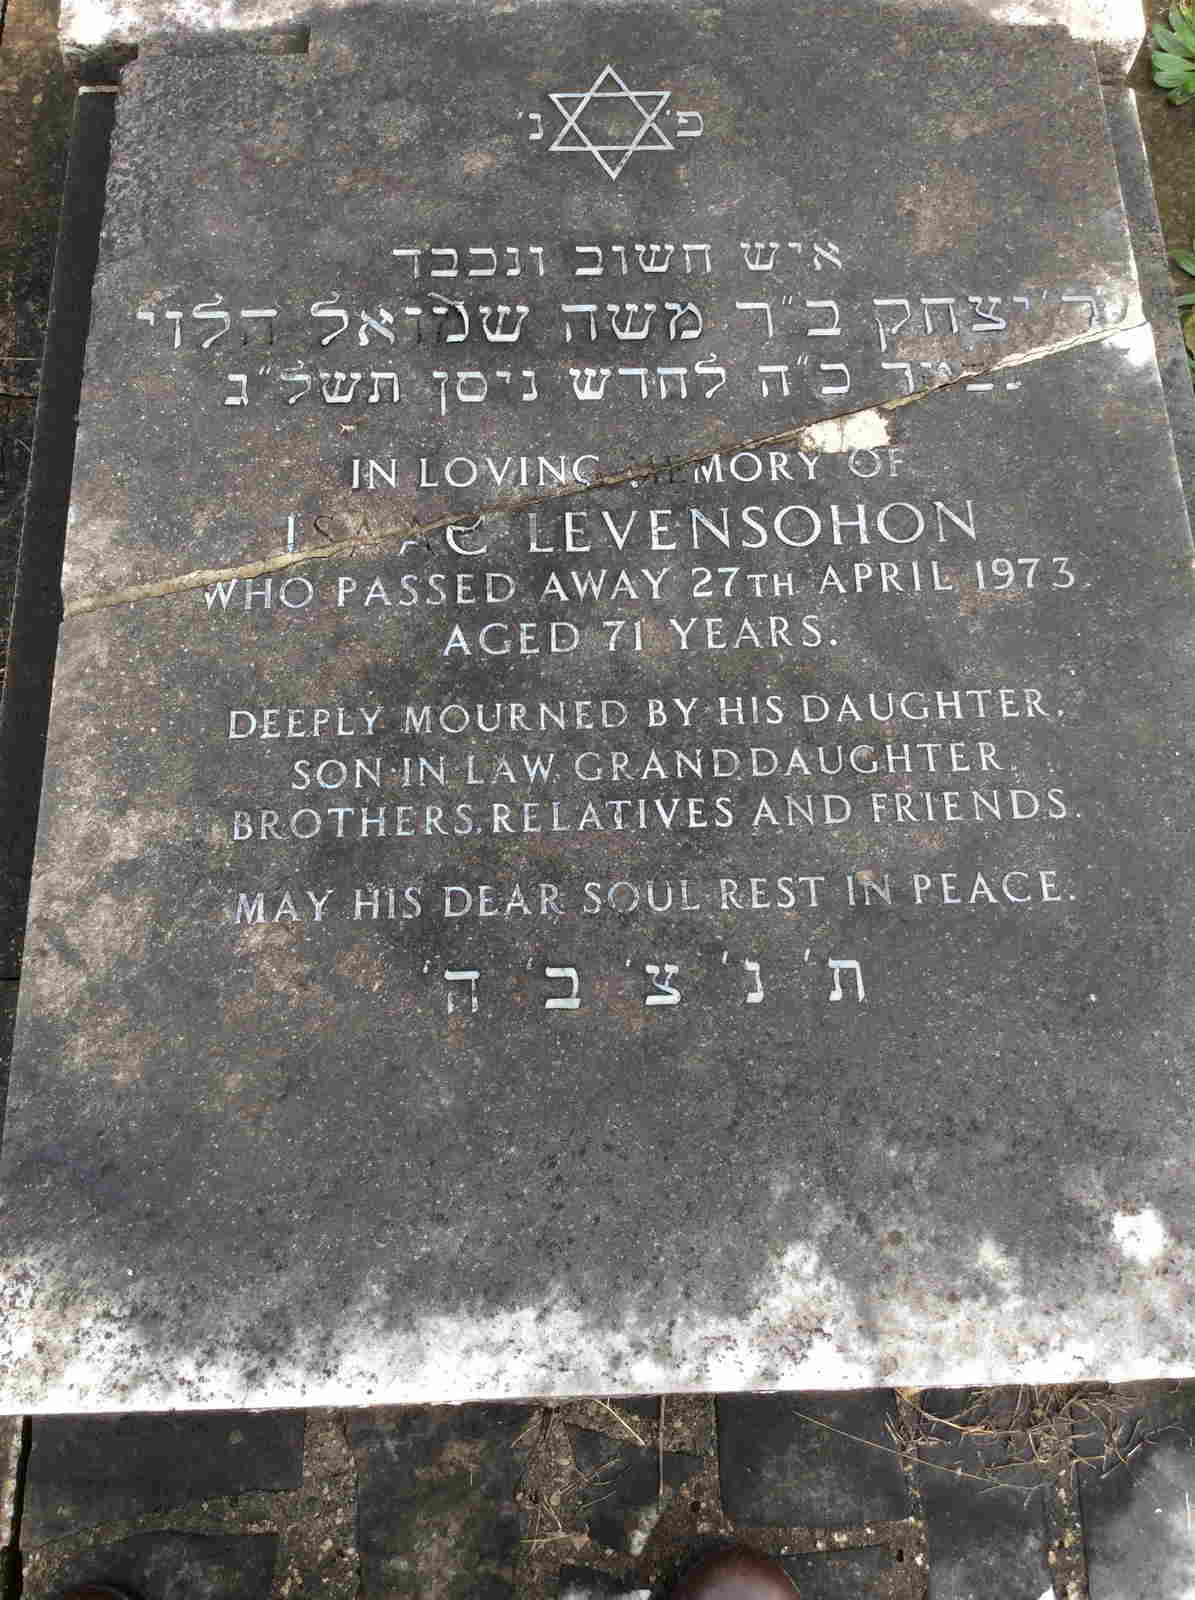 פ' נ'
איש חשוב ונכבד
ר' יצחק ב"ר משה שמואל הלוי
נפטר כ"ה לחדש ניסן תשל"ג
IN LOVING MEMORY OF
ISAAC LEVENSOHON
WHO PASSED AWAY 27TH APRIL 1973.
AGED 71 YEARS.
DEEPLY MOURNED BY HIS DAUGHTER,
SON-IN-LAW, GRANDDAUGHTER,
BROTHERS, RELATIVES AND FRIENDS.
MAY HIS DEAR SOUL REST IN PEACE.
ת' נ' צ' ב' ה'